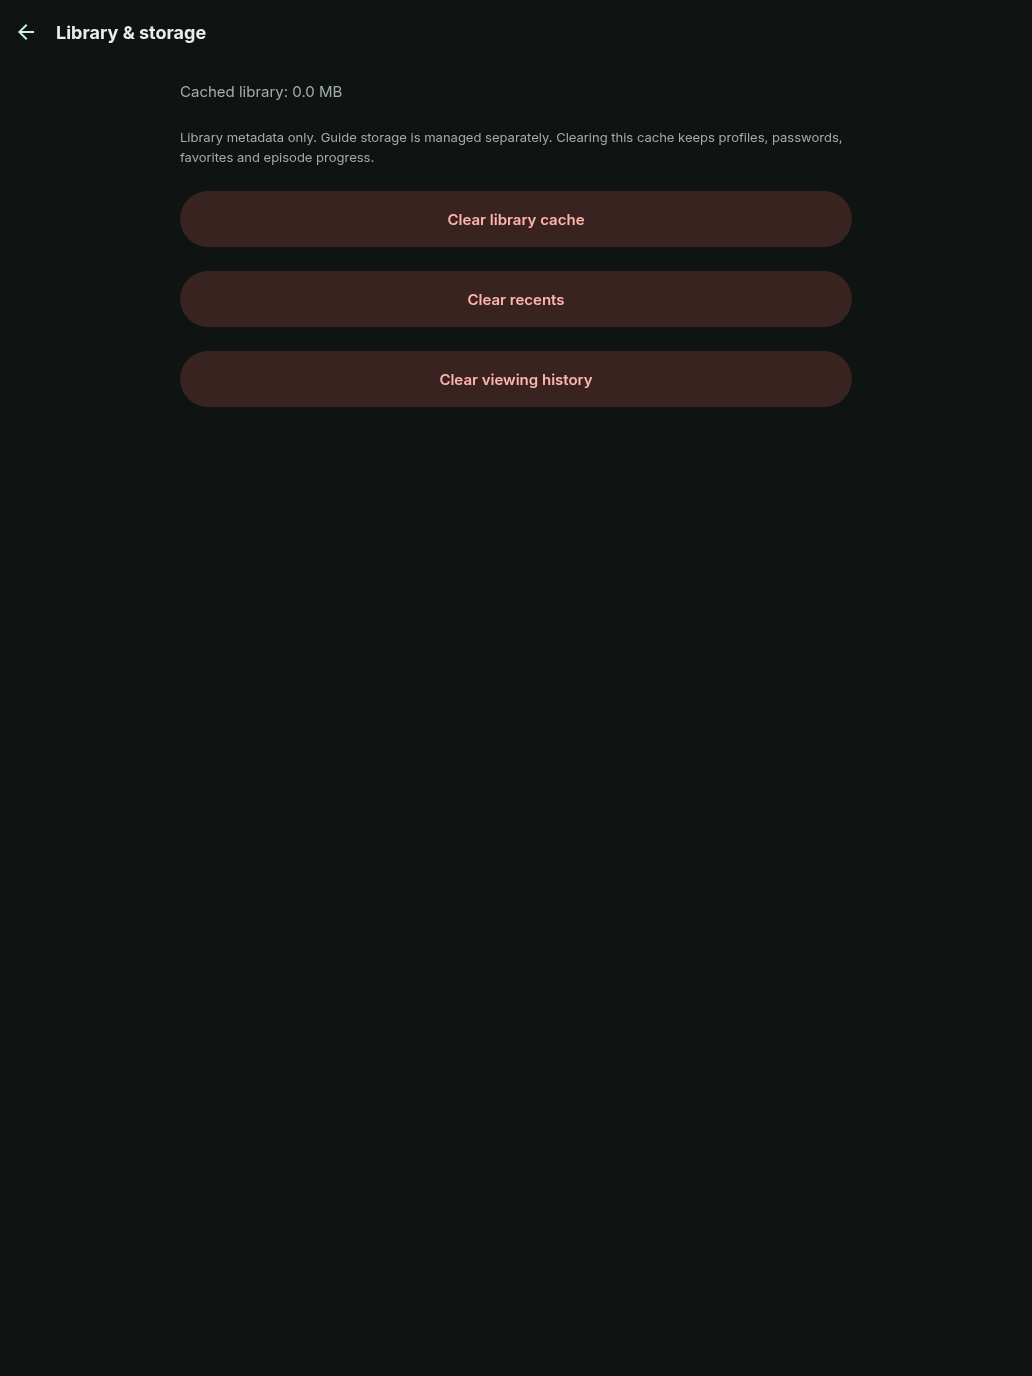 Library & storage
Cached library: 0.0 MB
Library metadata only. Guide storage is managed separately. Clearing this cache keeps profiles, passwords,
favorites and episode progress.
Clear library cache
Clear recents
Clear viewing history